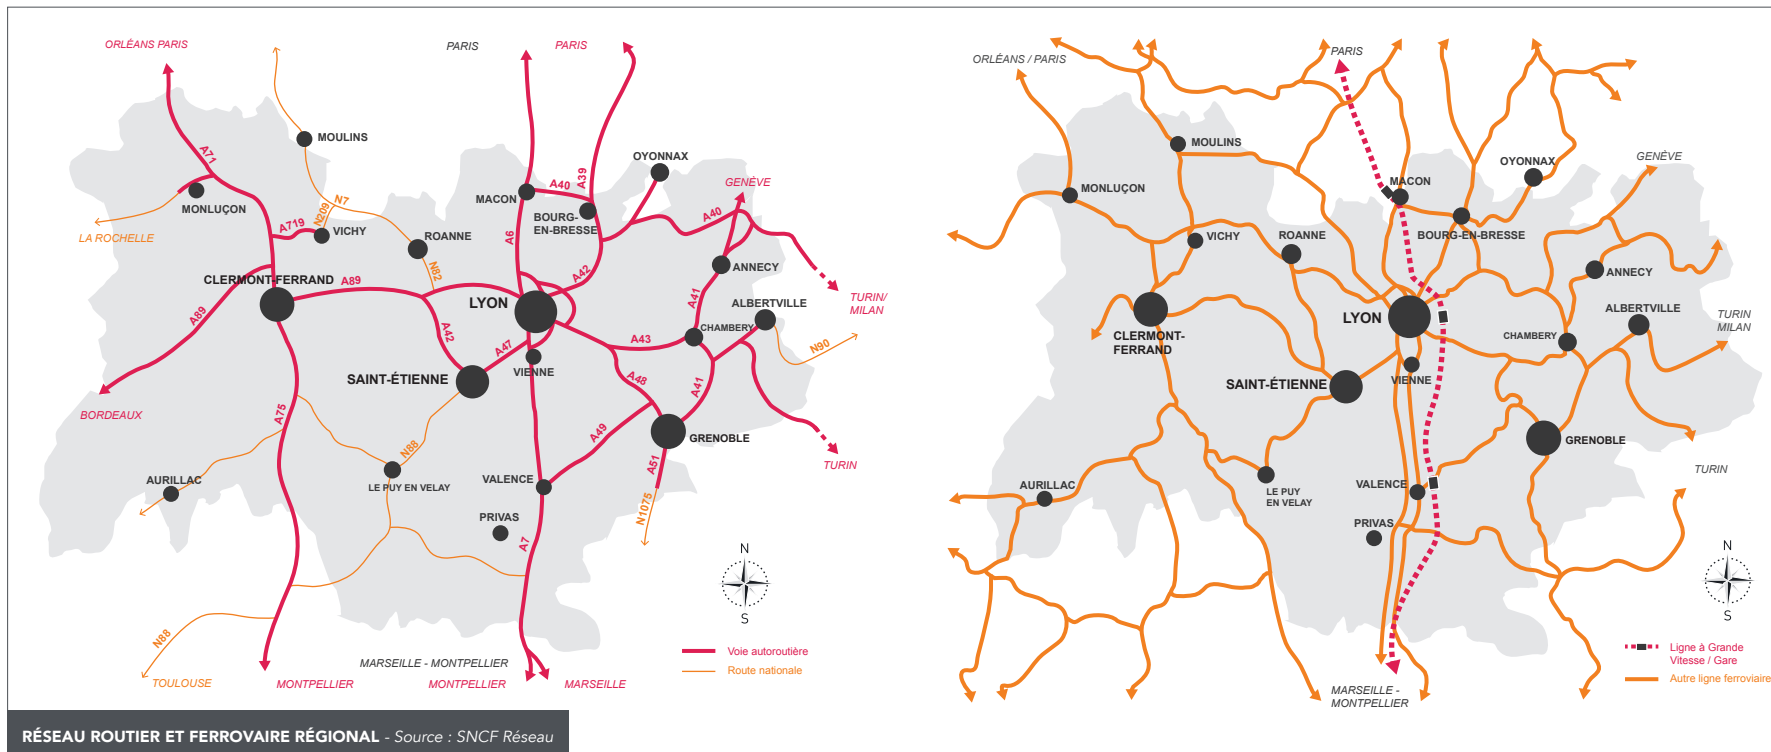 ORLÉANS PARIS
PARIS
PARIS
MOULINS
A71
OYONNAX
A39
A40
MACON
GENÈVE
MONLUÇON
N7
N209
BOURG-
EN-BRESSE
A40
LA ROCHELLE
A719
VICHY
ROANNE
A6
N82
A42
ANNECY
CLERMONT-FERRAND
A89
LYON
A41
ALBERTVILLE
TURIN/
MILAN
A89
A42
A47
A43
CHAMBERY
N90
VIENNE
SAINT-ÉTIENNE
A48
A41
BORDEAUX
A75
N88
A49
GRENOBLE
AURILLAC
LE PUY EN VELAY
VALENCE
A51
TURIN
N1075
PRIVAS
A7
N
S
N88
MARSEILLE - MONTPELLIER
TOULOUSE
MONTPELLIER
MONTPELLIER
MARSEILLE
Voie autoroutière
Route nationale
ORLÉANS / PARIS
PARIS
MOULINS
OYONNAX
GENÈVE
MONLUÇON
MACON
VICHY
ROANNE
BOURG-EN-BRESSE
ANNECY
LYON
ALBERTVILLE
CLERMONT-
FERRAND
CHAMBERY
TURIN
MILAN
SAINT-ÉTIENNE
VIENNE
GRENOBLE
AURILLAC
LE PUY
EN VELAY
VALENCE
TURIN
PRIVAS
N
S
MARSEILLE -
MONTPELLIER
Ligne à Grande
Vitesse / Gare
Autre ligne ferroviaire
RÉSEAU ROUTIER ET FERROVAIRE RÉGIONAL - Source : SNCF Réseau